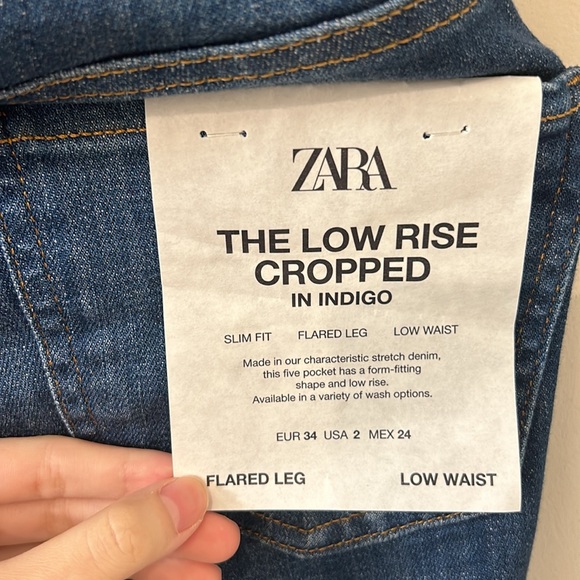 ZARA
THE LOW RISE
CROPPED
IN INDIGO
SLIM FIT FLARED LEG LOW WAIST
Made in our characteristic stretch denim,
this five pocket has a form-fitting
shape and low rise.
Available in a variety of wash options.
EUR 34 USA 2 MEX 24
FLARED LEG LOW WAIST